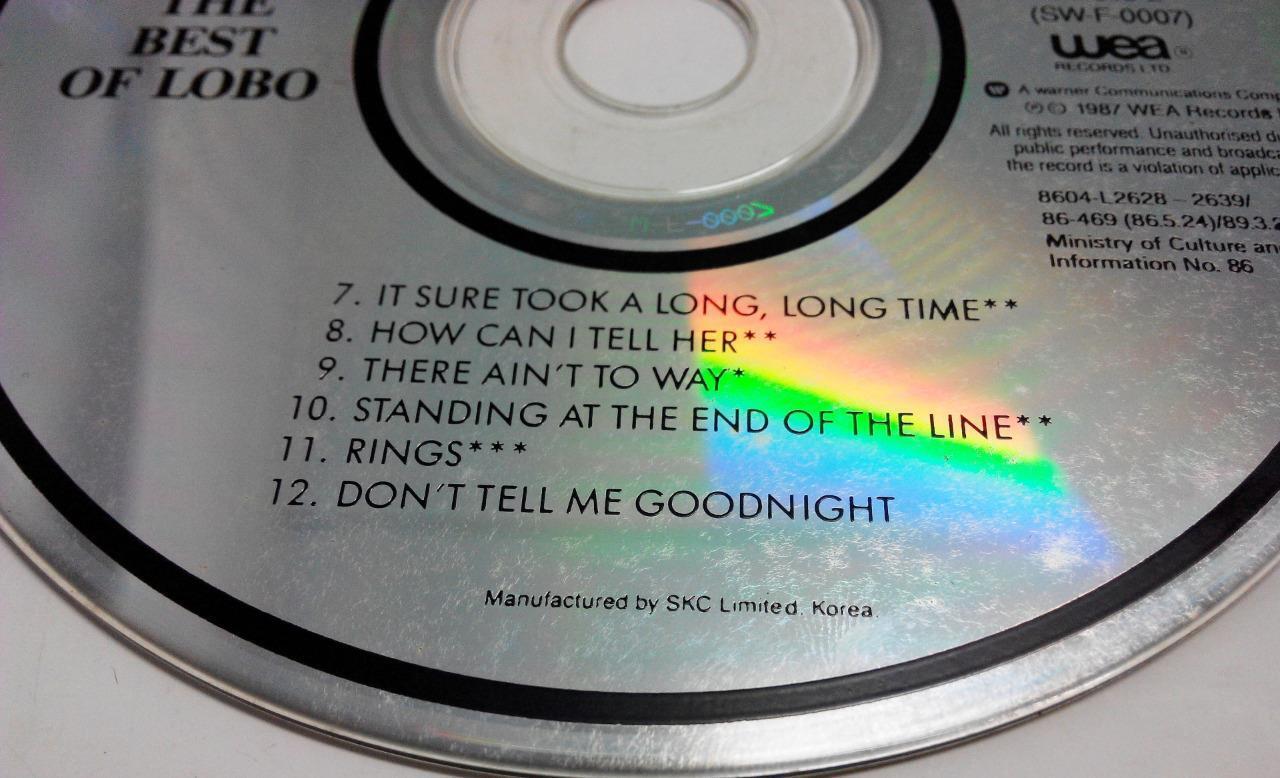 THE
BEST
OF LOBO
(SW-F-0007)
wea®
RECORDS LTD
A warner Communications
℗ © 1987 WEA Records
All rights reserved. Unauthorised
public performance and
the record is a violation of
8604-L2628 – 2639/
86-469 (86.5.24)/89.3.
Ministry of Culture
Information No. 86
-0007
7. IT SURE TOOK A LONG, LONG TIME**
8. HOW CAN I TELL HER**
9. THERE AIN'T TO WAY*
10. STANDING AT THE END OF THE LINE**
11. RINGS***
12. DON'T TELL ME GOODNIGHT
Manufactured by SKC Limited. Korea.